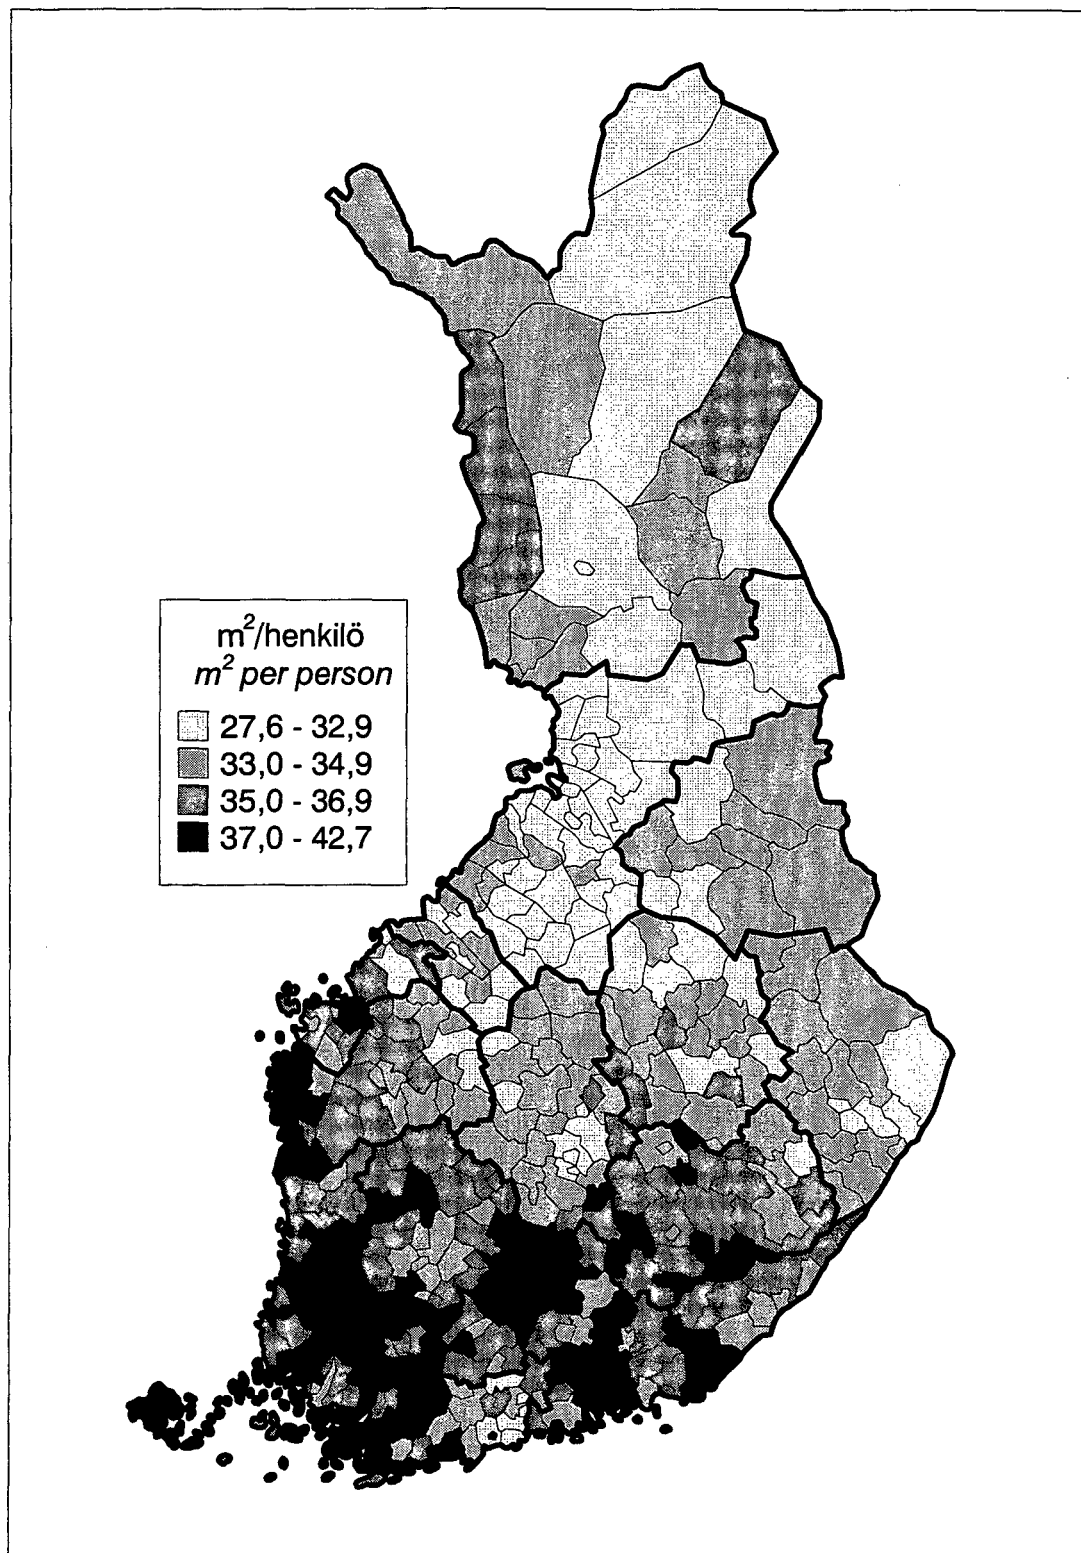 m²/henkilö
m² per person
27,6 - 32,9
33,0 - 34,9
35,0 - 36,9
37,0 - 42,7